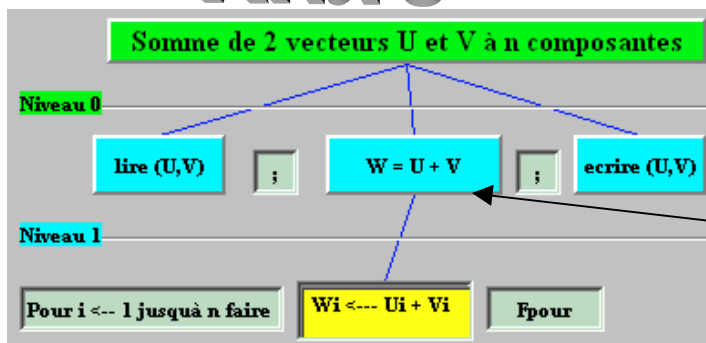 Somme de 2 vecteurs U et V à n composantes
Niveau 0
lire (U,V) ; W = U + V ; ecrire (U,V)
Niveau 1
Pour i <-- 1 jusquà n faire Wi <--- Ui + Vi Fpour